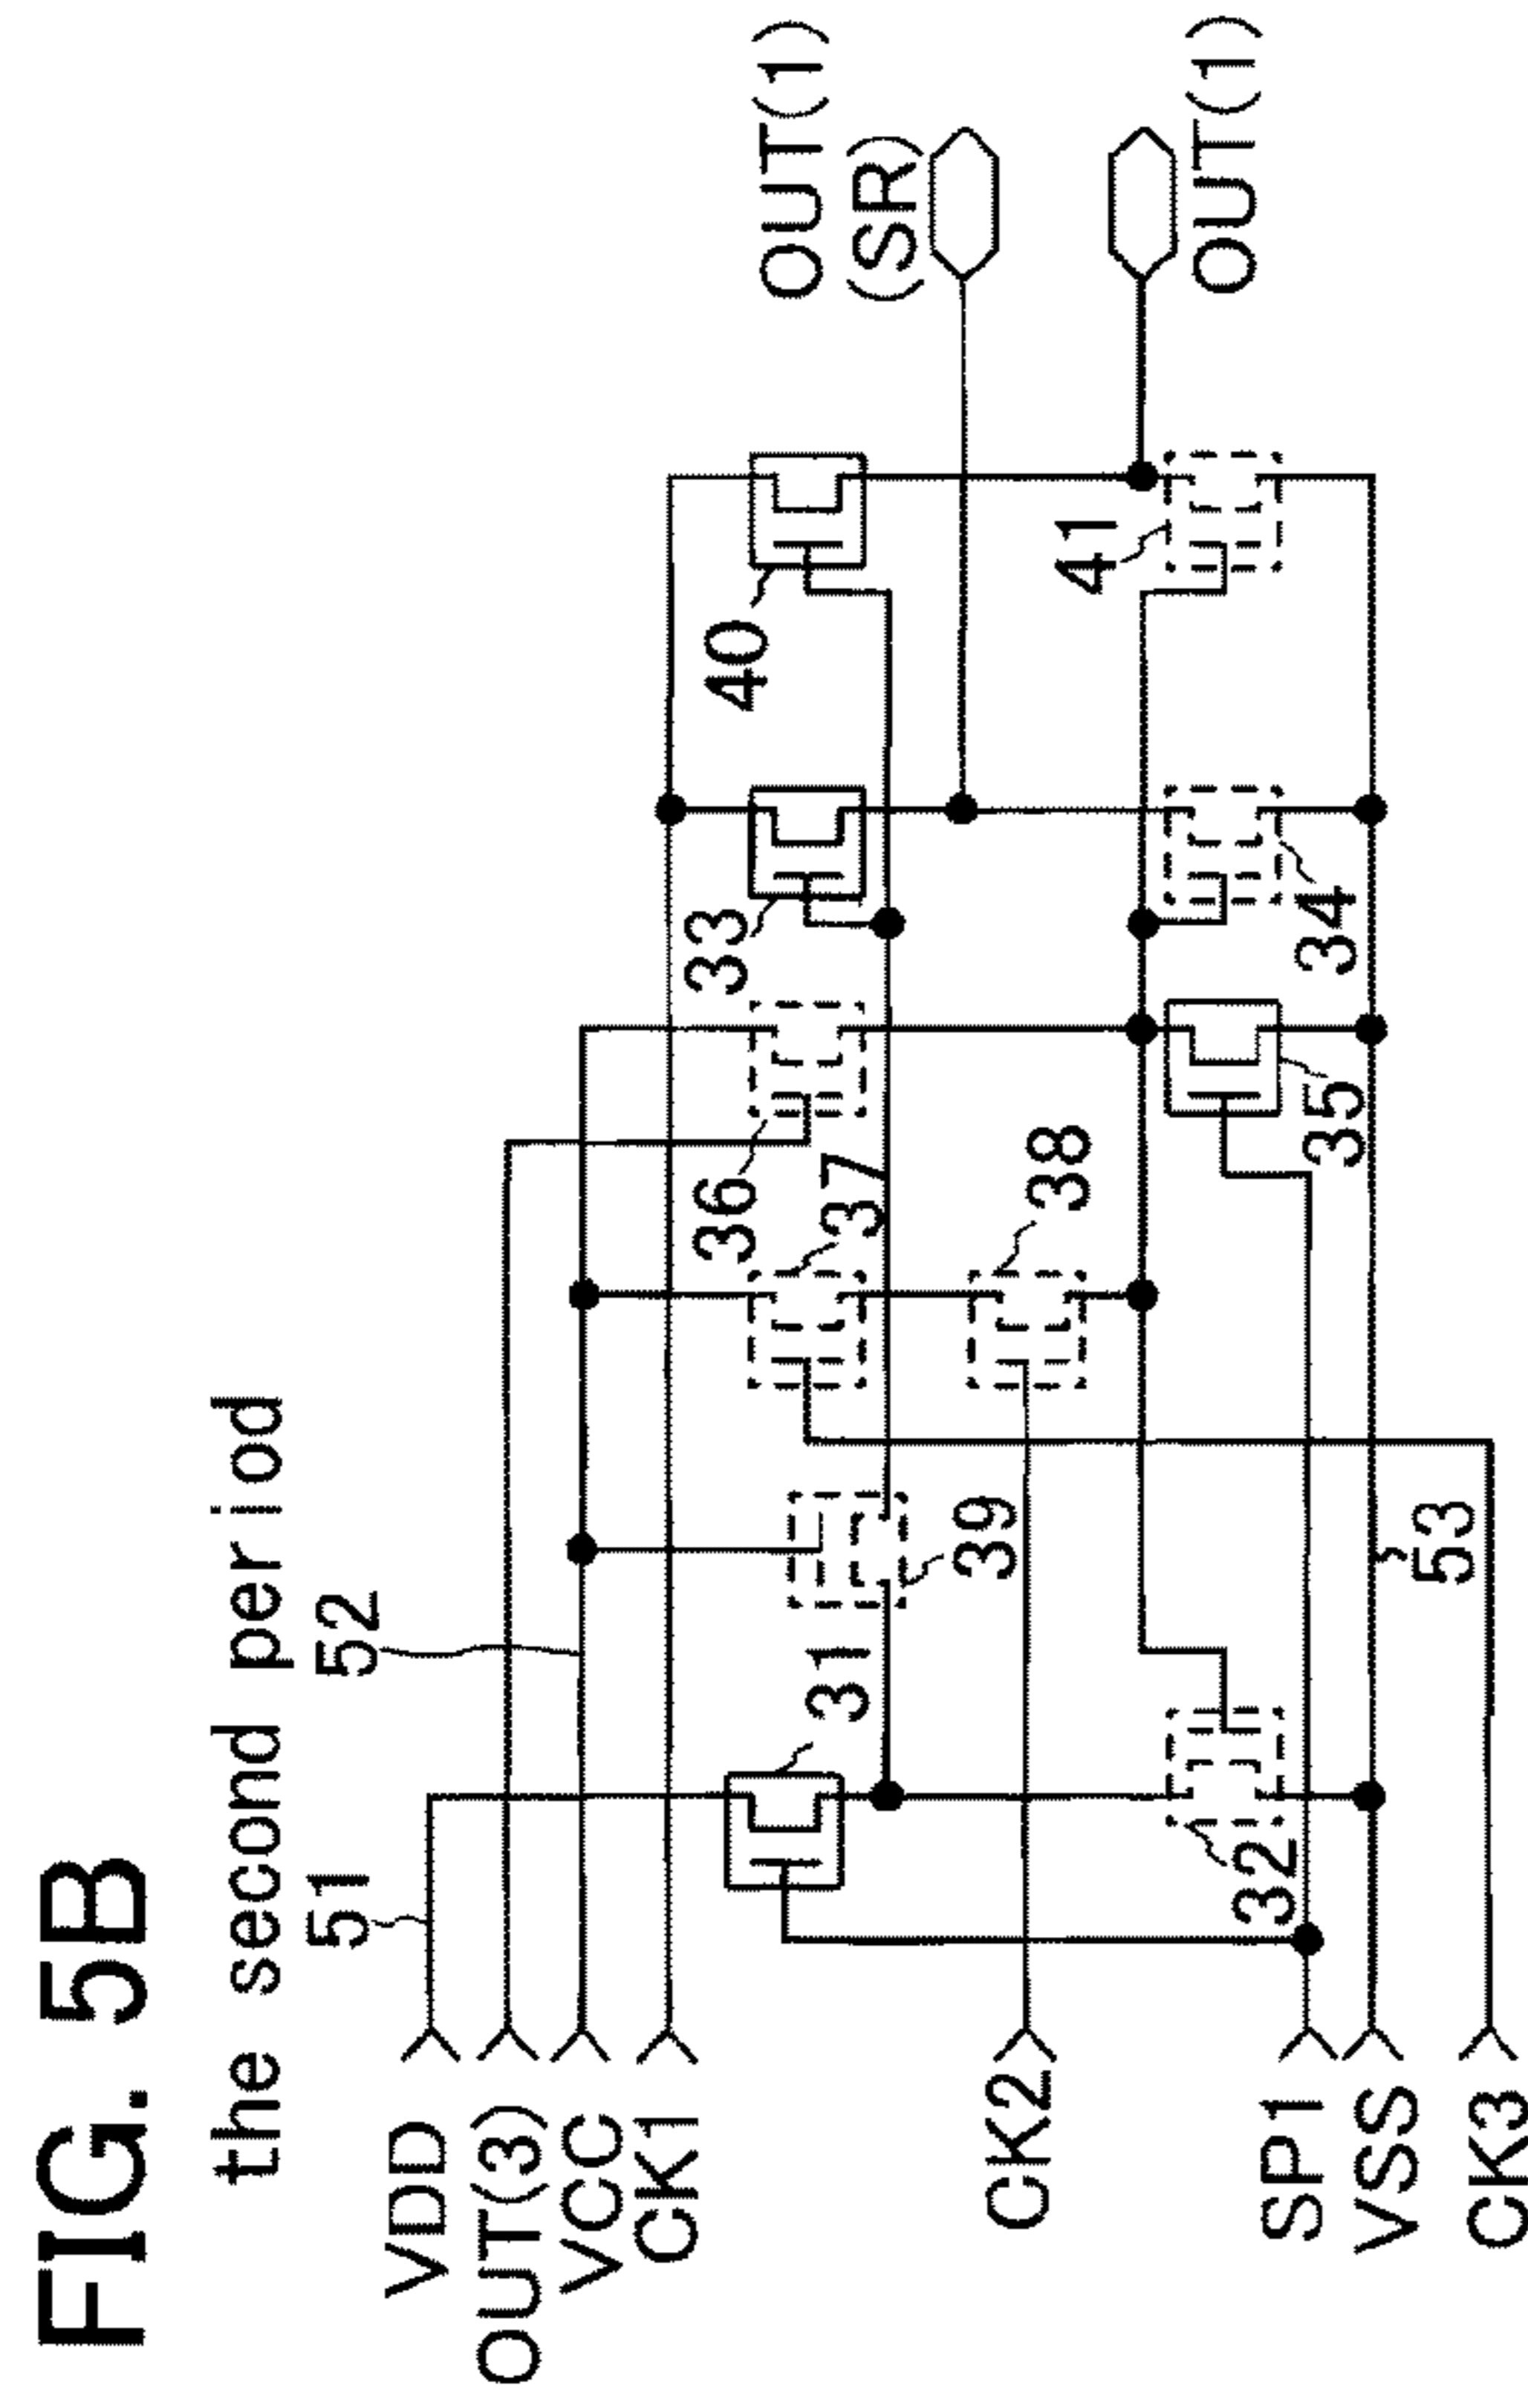 FIG. 5B
the second period
51
52
VDD
OUT(3)
VCC
CK1
CK2
SP1
VSS
CK3
31
32
39
53
37
38
36
35
33
34
40
41
OUT(1)
(SR)
OUT(1)